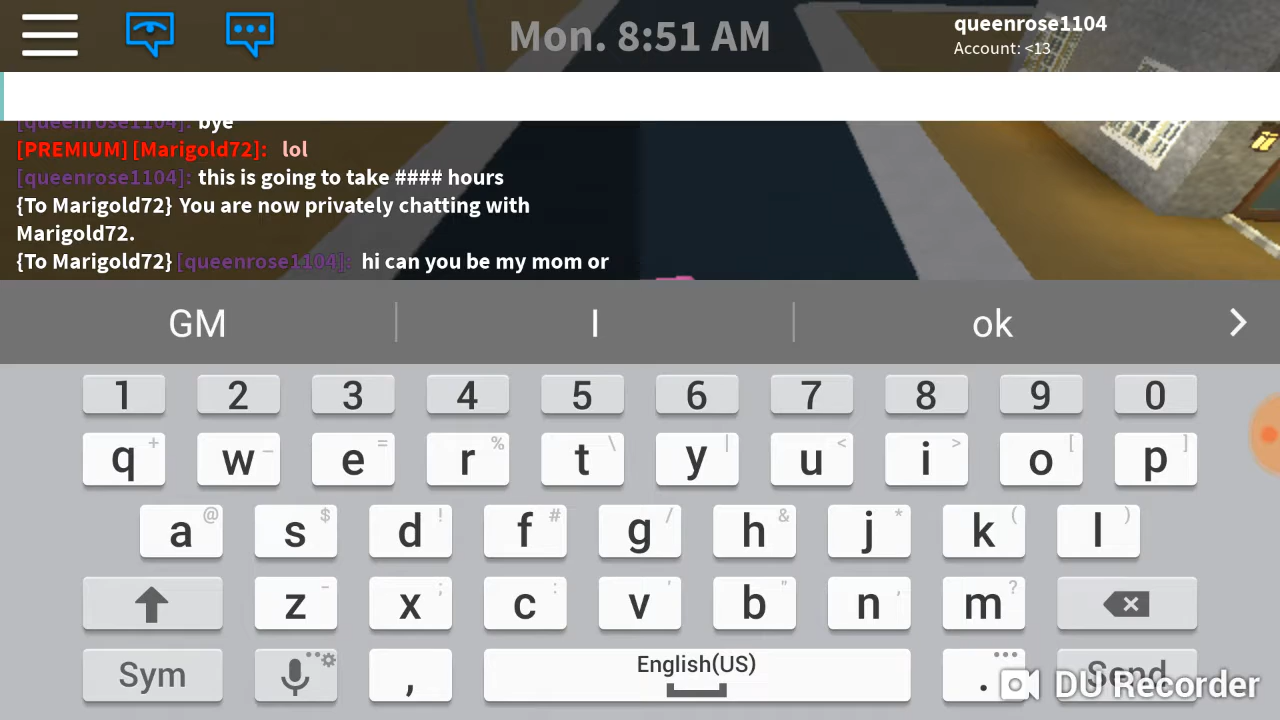 Mon. 8:51 AM
queenrose1104
Account: <13
[queenrose1104]: bye
[PREMIUM] [Marigold72]: lol
[queenrose1104]: this is going to take #### hours
{To Marigold72} You are now privately chatting with
Marigold72.
{To Marigold72} [queenrose1104]: hi can you be my mom or
GM I ok
1 2 3 4 5 6 7 8 9 0
q + w _ e = r % t \ y | u < i > o [ p ]
a @ s $ d ! f # g / h & j * k ( l )
z - x ; c : v ' b " n , m ?
Sym , English(US) . Send
DU Recorder